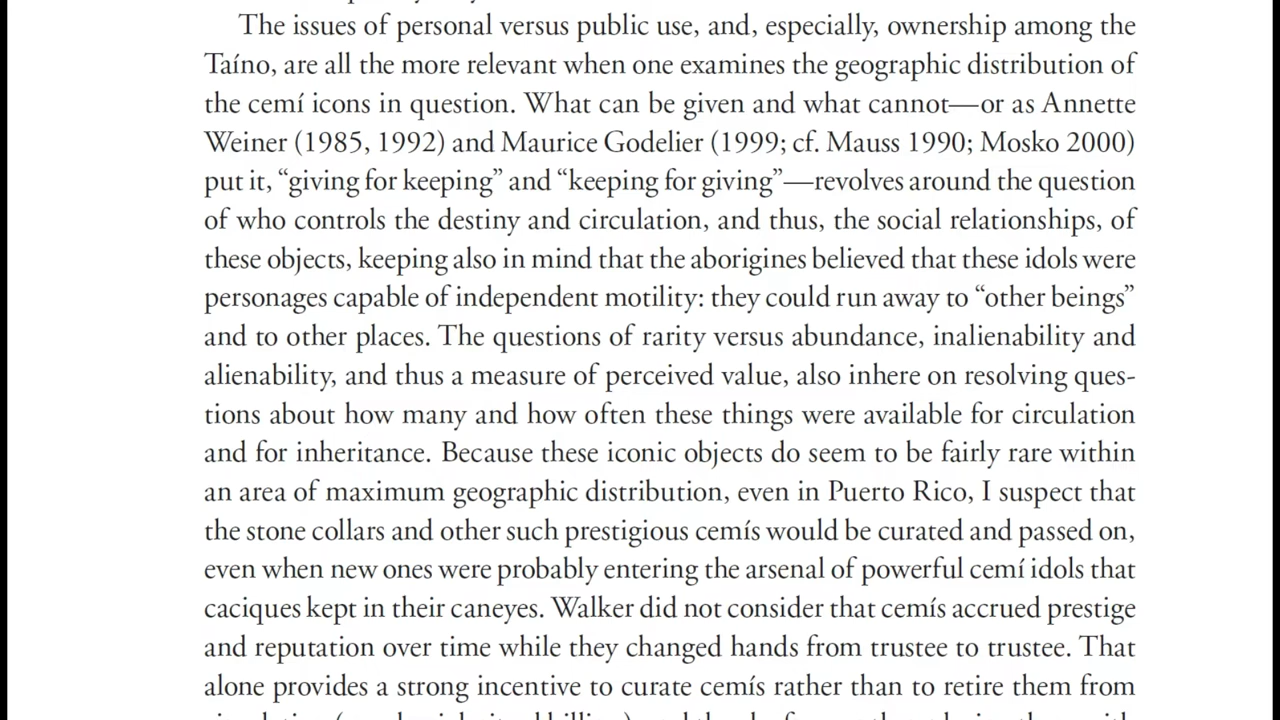 The issues of personal versus public use, and, especially, ownership among the
Taíno, are all the more relevant when one examines the geographic distribution of
the cemí icons in question. What can be given and what cannot—or as Annette
Weiner (1985, 1992) and Maurice Godelier (1999; cf. Mauss 1990; Mosko 2000)
put it, “giving for keeping” and “keeping for giving”—revolves around the question
of who controls the destiny and circulation, and thus, the social relationships, of
these objects, keeping also in mind that the aborigines believed that these idols were
personages capable of independent motility: they could run away to “other beings”
and to other places. The questions of rarity versus abundance, inalienability and
alienability, and thus a measure of perceived value, also inhere on resolving ques-
tions about how many and how often these things were available for circulation
and for inheritance. Because these iconic objects do seem to be fairly rare within
an area of maximum geographic distribution, even in Puerto Rico, I suspect that
the stone collars and other such prestigious cemís would be curated and passed on,
even when new ones were probably entering the arsenal of powerful cemí idols that
caciques kept in their caneyes. Walker did not consider that cemís accrued prestige
and reputation over time while they changed hands from trustee to trustee. That
alone provides a strong incentive to curate cemís rather than to retire them from